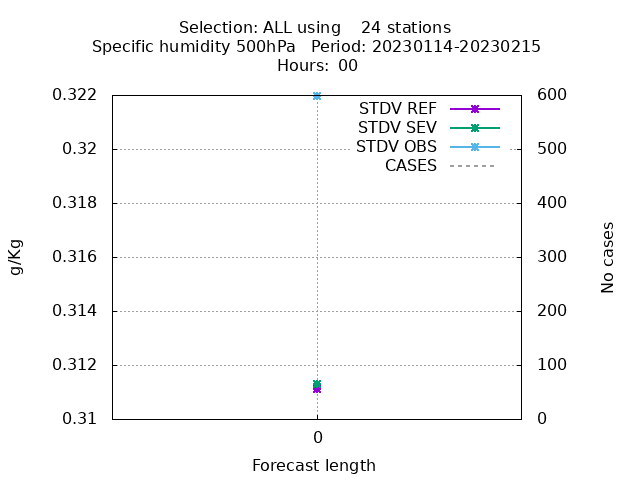 Selection: ALL using    24 stations
Specific humidity 500hPa   Period: 20230114-20230215
Hours: 00
STDV REF
STDV SEV
STDV OBS
CASES
0.322
0.32
0.318
0.316
0.314
0.312
0.31
600
500
400
300
200
100
0
g/Kg
No cases
0
Forecast length